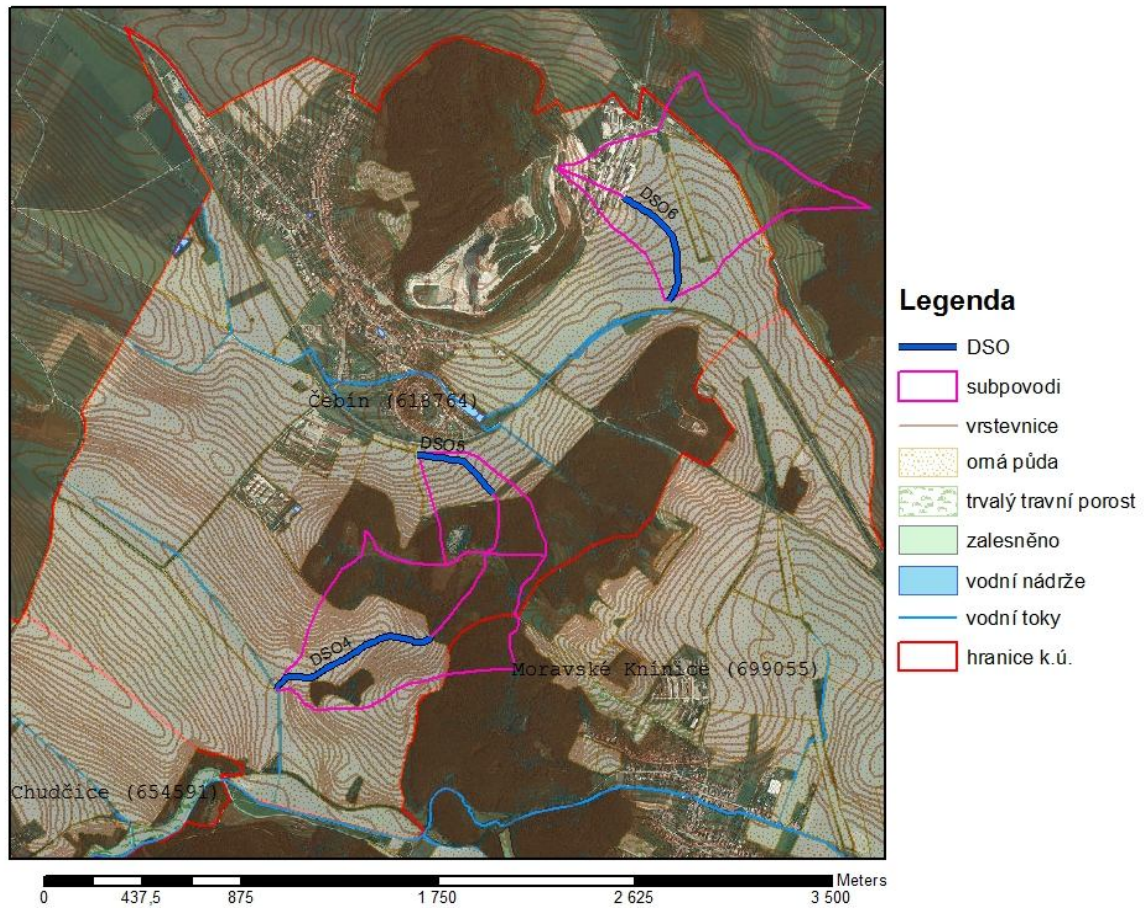 DSO6
Čebín (618764)
DSO5
DSO4
Moravské Knínice (699055)
Chudčice (654591)
Legenda
DSO
subpovodi
vrstevnice
orná půda
trvalý travní porost
zalesněno
vodní nádrže
vodní toky
hranice k.ú.
Meters
0 437,5 875 1 750 2 625 3 500